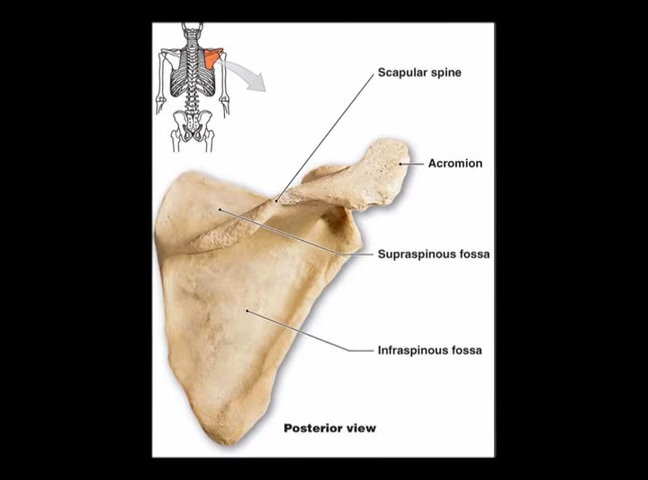 Scapular spine
Acromion
Supraspinous fossa
Infraspinous fossa
Posterior view